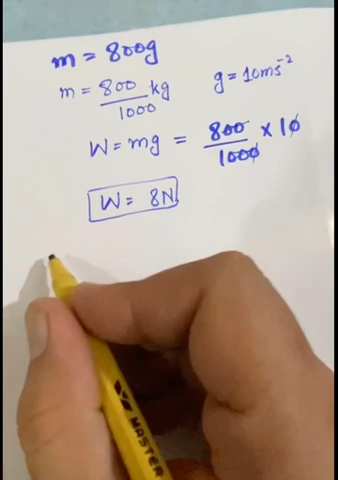 m = 800g
m = 800/1000 kg g = 10ms⁻²
W = mg = 800/1000 × 10
W = 8N
MASTER